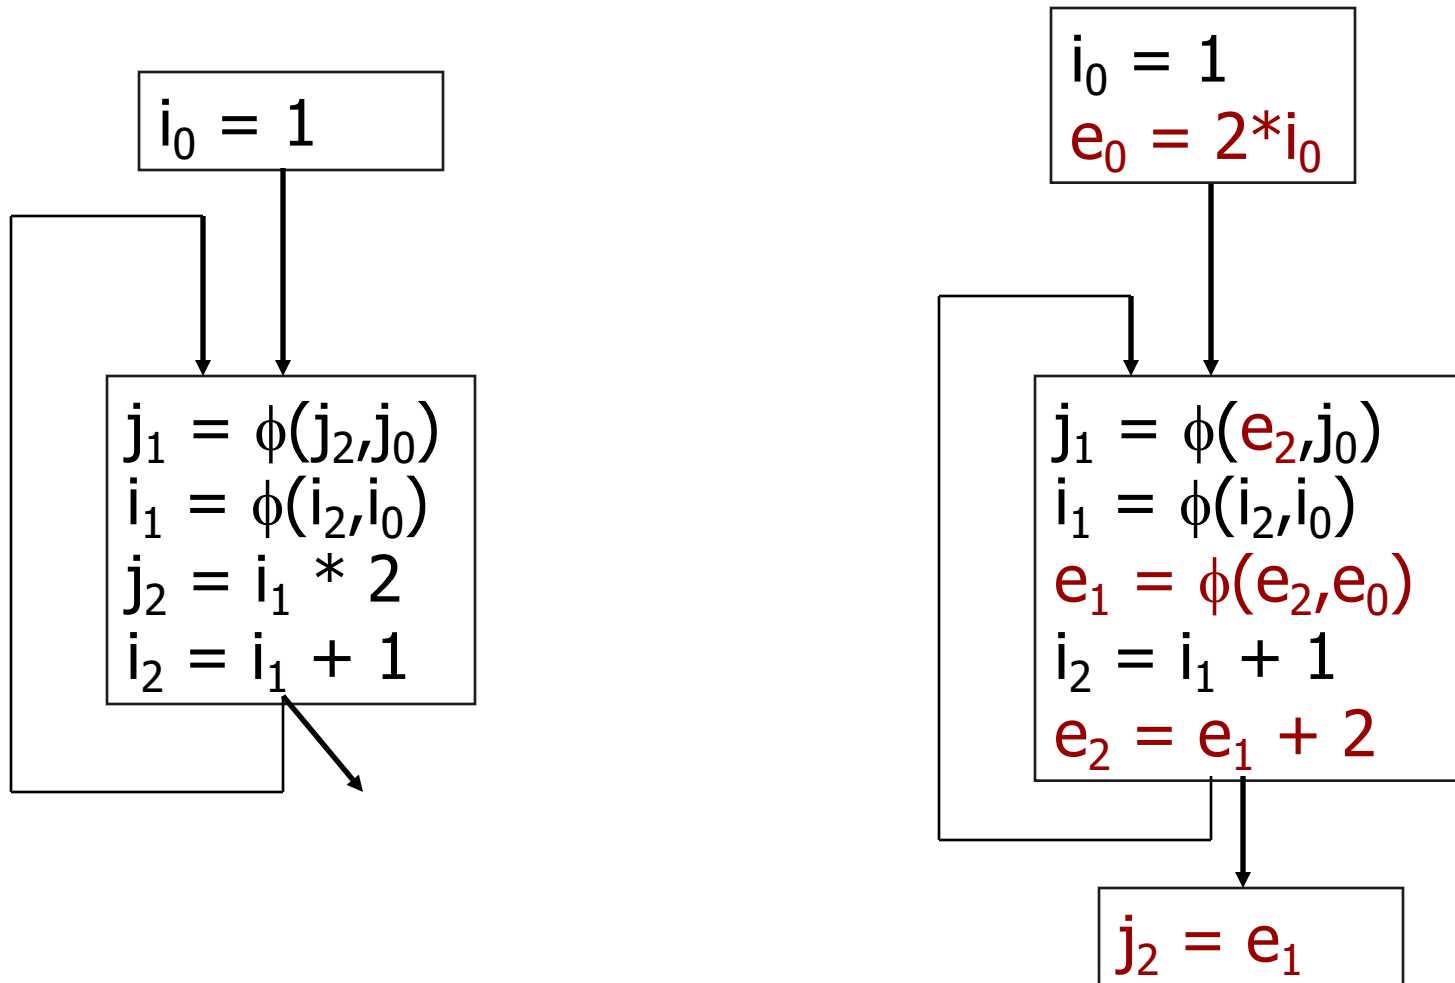 i₀ = 1
j₁ = ϕ(j₂,j₀)
i₁ = ϕ(i₂,i₀)
j₂ = i₁ * 2
i₂ = i₁ + 1
i₀ = 1
e₀ = 2*i₀
j₁ = ϕ(e₂,j₀)
i₁ = ϕ(i₂,i₀)
e₁ = ϕ(e₂,e₀)
i₂ = i₁ + 1
e₂ = e₁ + 2
j₂ = e₁